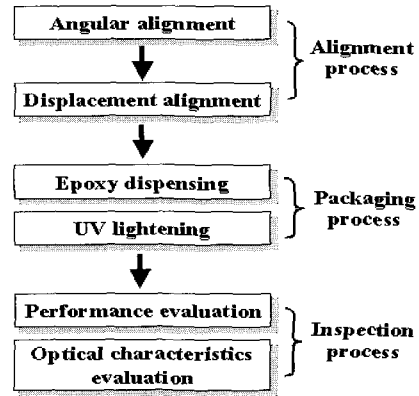 Angular alignment
Displacement alignment
Alignment
process
Epoxy dispensing
UV lightening
Packaging
process
Performance evaluation
Optical characteristics
evaluation
Inspection
process